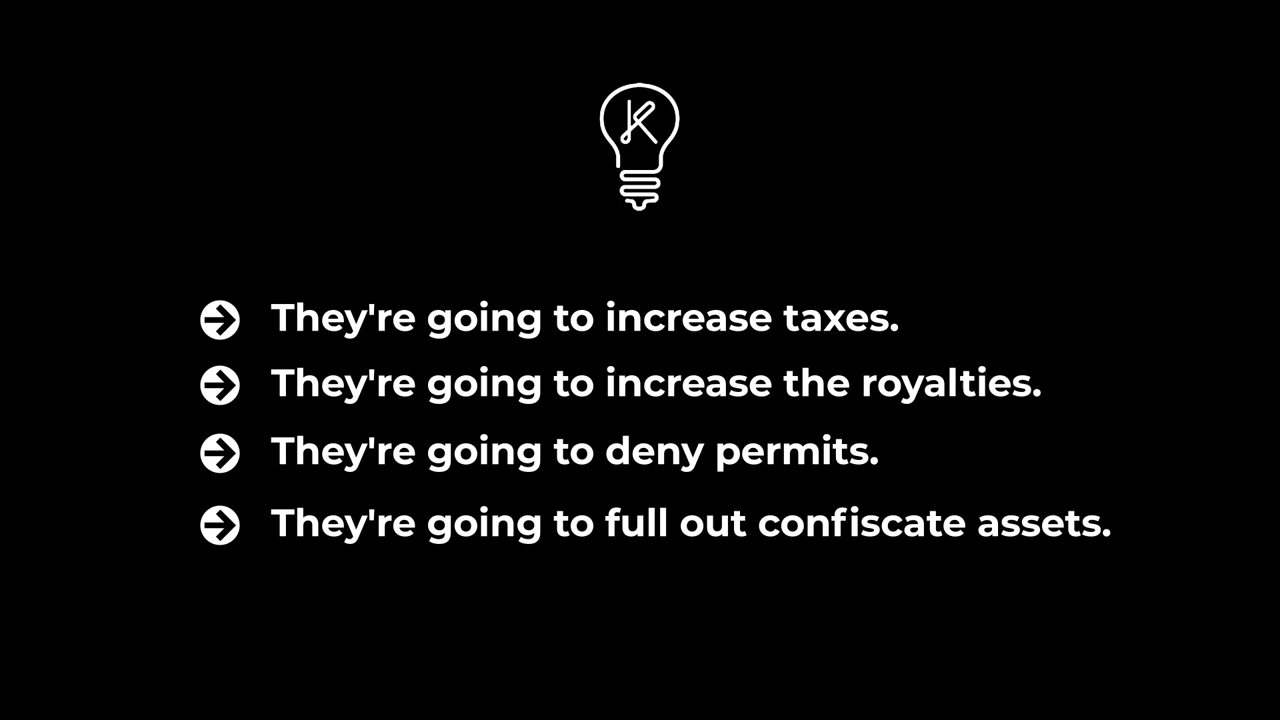 K
They're going to increase taxes.
They're going to increase the royalties.
They're going to deny permits.
They're going to full out confiscate assets.